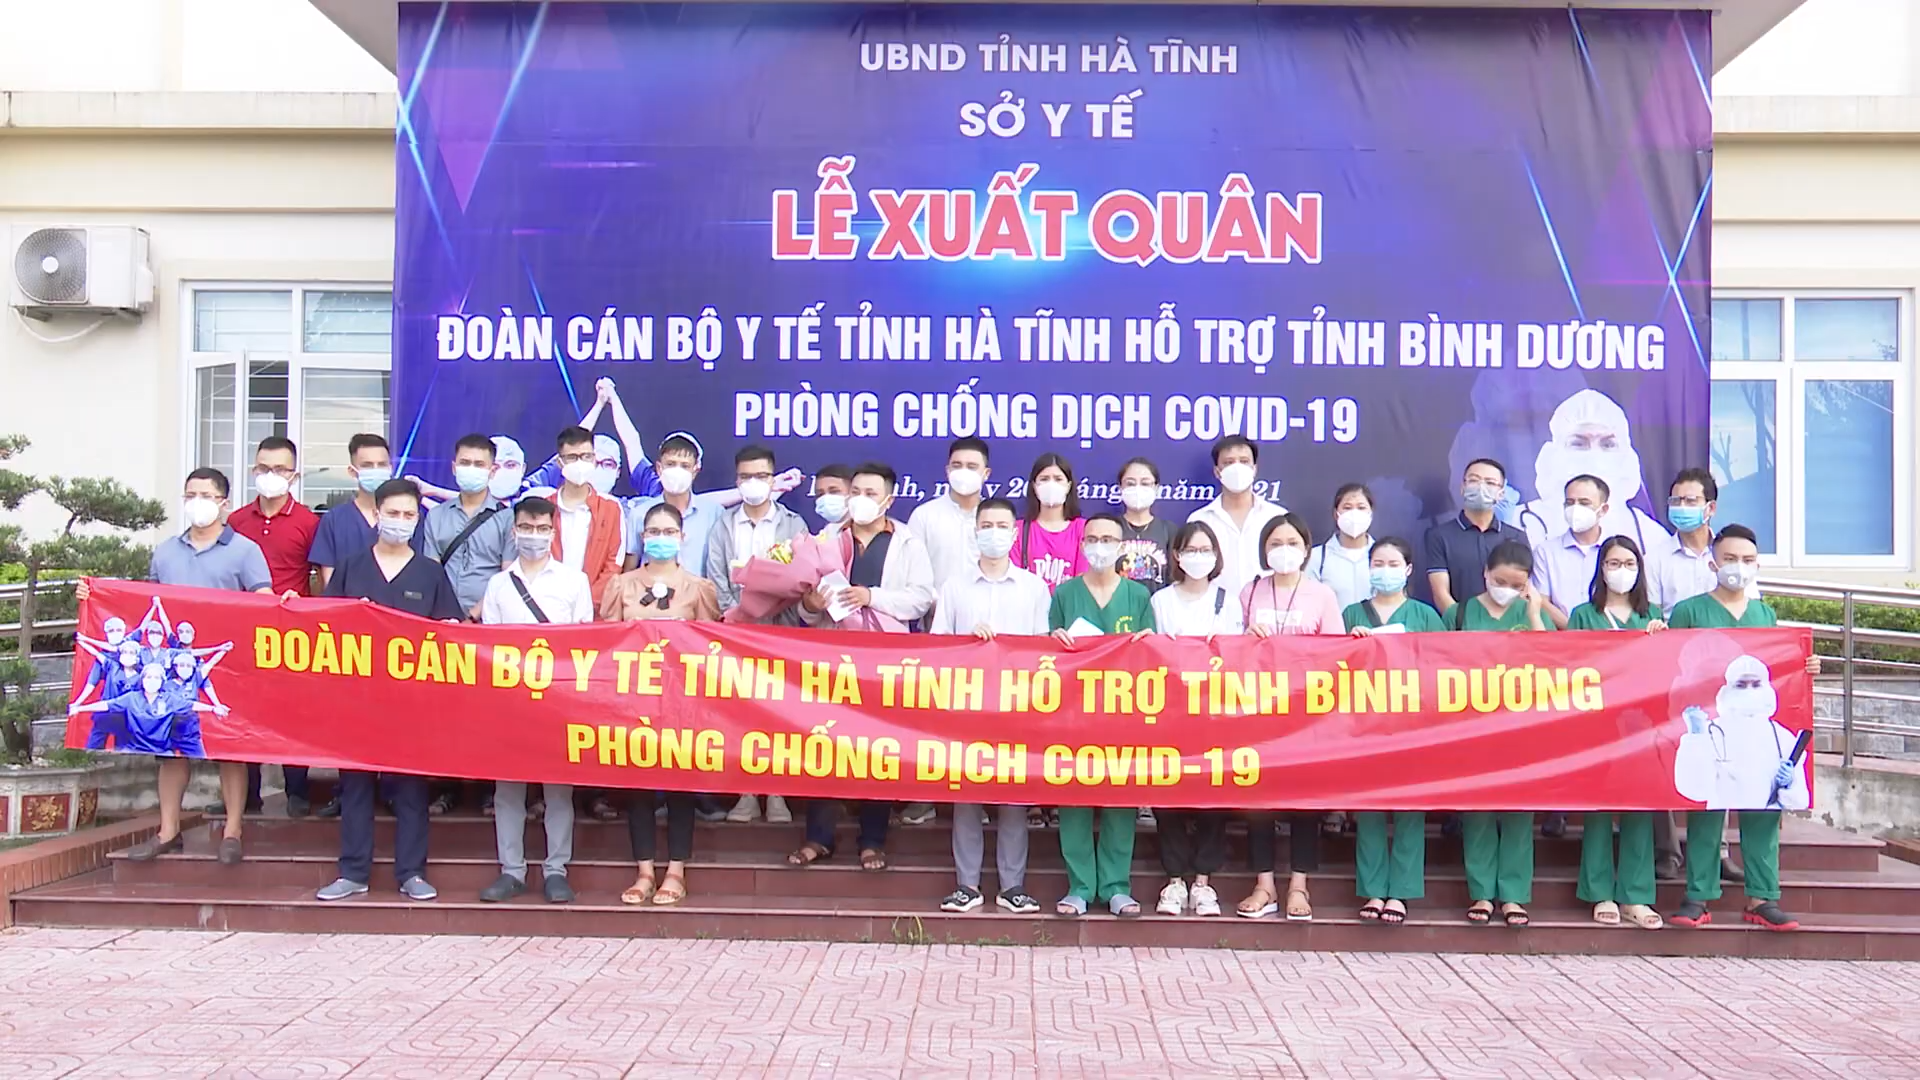 UBND TỈNH HÀ TĨNH
SỞ Y TẾ
LỄ XUẤT QUÂN
ĐOÀN CÁN BỘ Y TẾ TỈNH HÀ TĨNH HỖ TRỢ TỈNH BÌNH DƯƠNG
PHÒNG CHỐNG DỊCH COVID-19
năm
ĐOÀN CÁN BỘ Y TẾ TỈNH HÀ TĨNH HỖ TRỢ TỈNH BÌNH DƯƠNG
PHÒNG CHỐNG DỊCH COVID-19